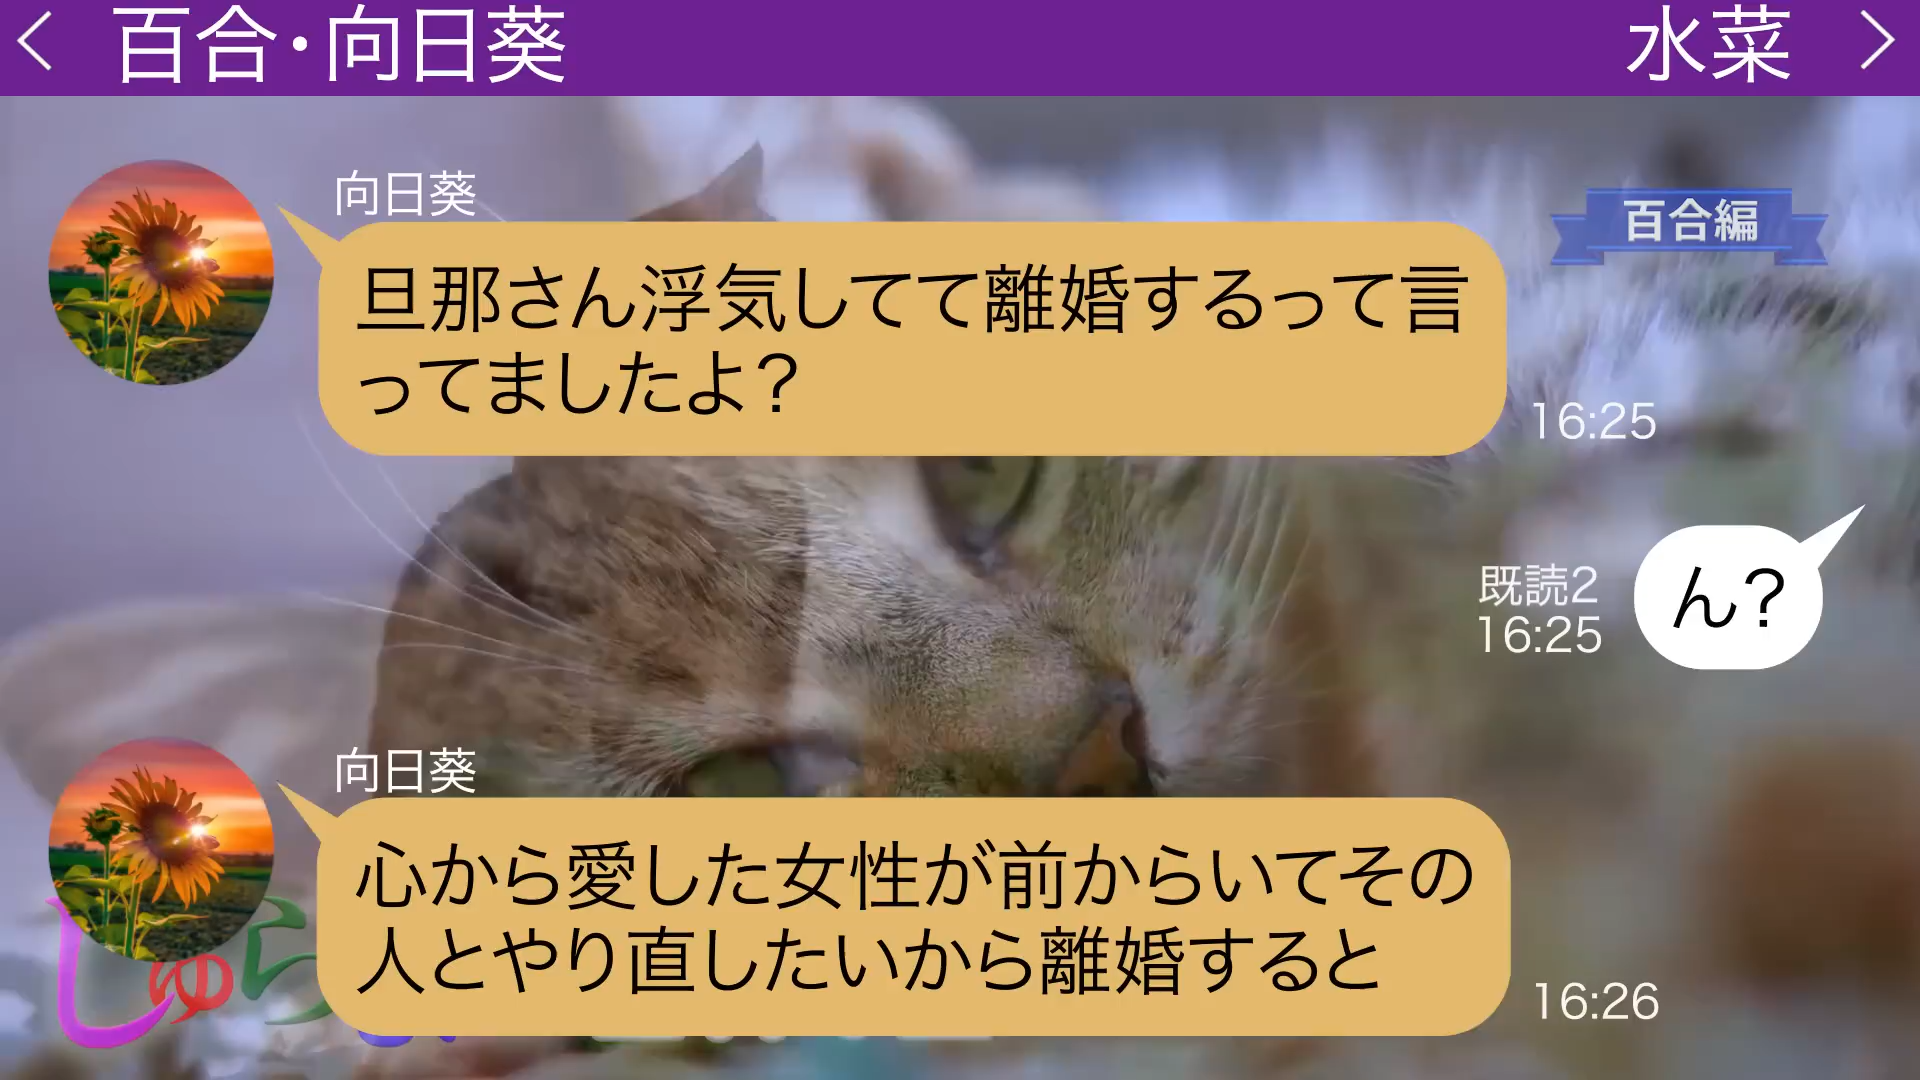 百合・向日葵
水菜
百合編
向日葵
旦那さん浮気してて離婚するって言
ってましたよ？
16:25
ん？
既読2
16:25
向日葵
心から愛した女性が前からいてその
人とやり直したいから離婚すると
16:26
しゅら